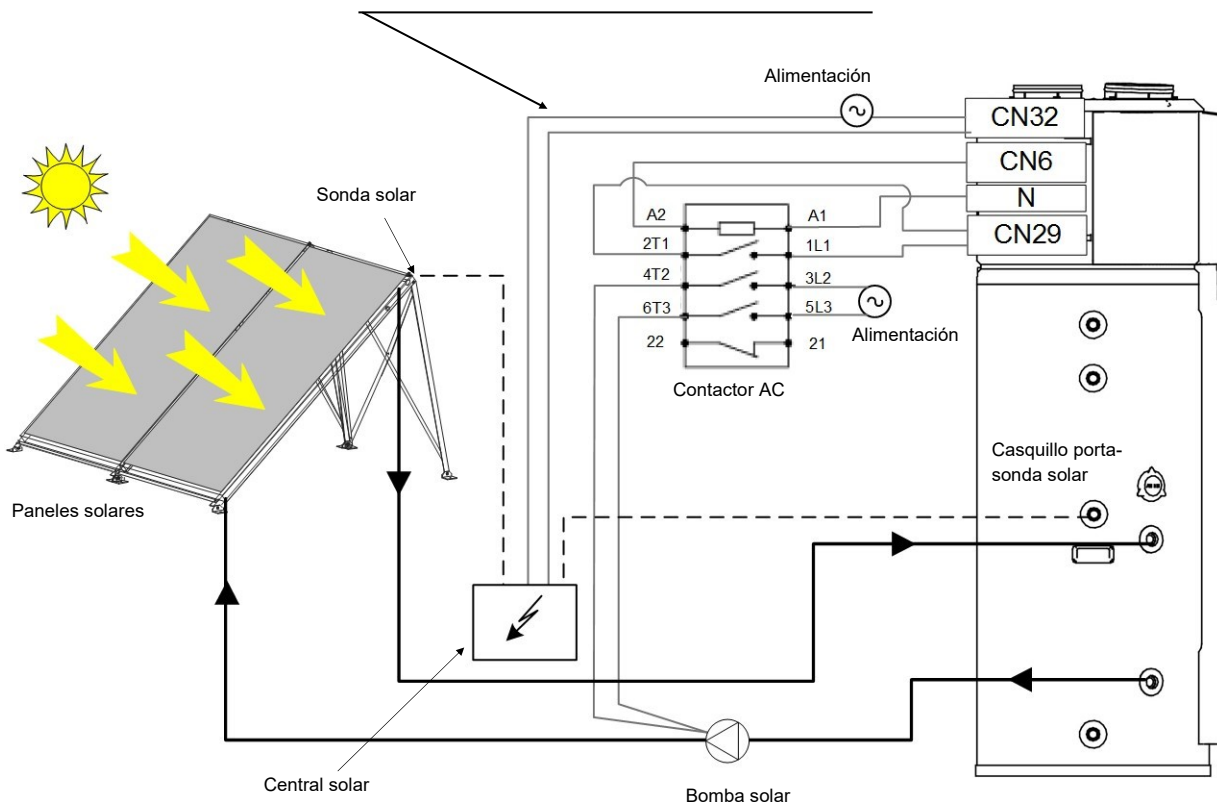 Alimentación
CN32
CN6
N
CN29
Sonda solar
A2
A1
2T1
1L1
4T2
3L2
6T3
5L3
22
21
Alimentación
Contactor AC
Casquillo porta-
sonda solar
Paneles solares
Central solar
Bomba solar